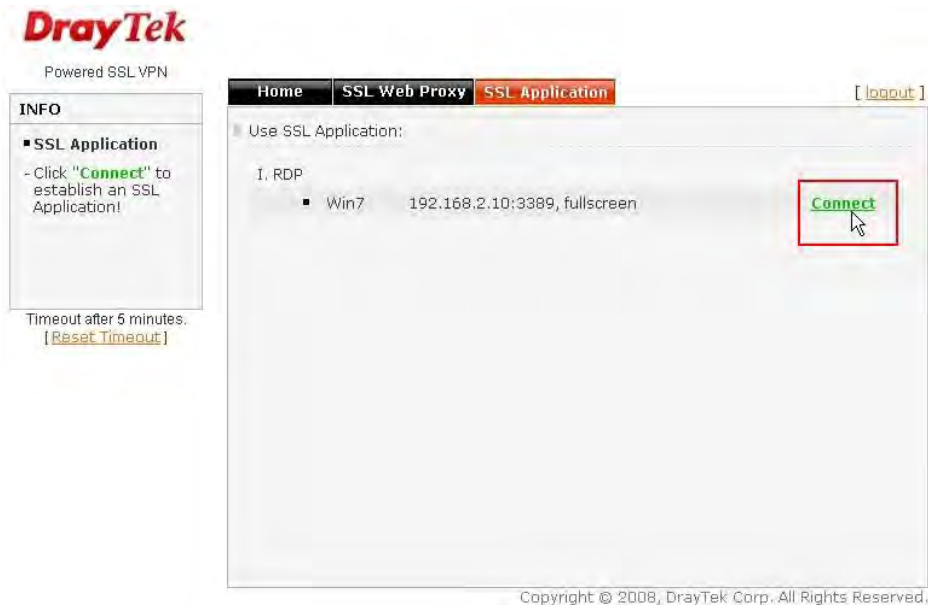 DrayTek
Powered SSL VPN
INFO
▪ SSL Application
- Click "Connect" to
establish an SSL
Application!
Timeout after 5 minutes.
[ Reset Timeout ]
Home SSL Web Proxy SSL Application [ logout ]
Use SSL Application:
I. RDP
▪ Win7 192.168.2.10:3389, fullscreen Connect
Copyright © 2008, DrayTek Corp. All Rights Reserved.